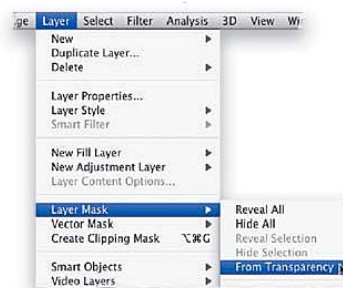 Layer Select Filter Analysis 3D View
New
Duplicate Layer...
Delete
Layer Properties...
Layer Style
Smart Filter
New Fill Layer
New Adjustment Layer
Layer Content Options...
Layer Mask
Vector Mask
Create Clipping Mask ⌥⌘G
Smart Objects
Video Layers
Reveal All
Hide All
Reveal Selection
Hide Selection
From Transparency